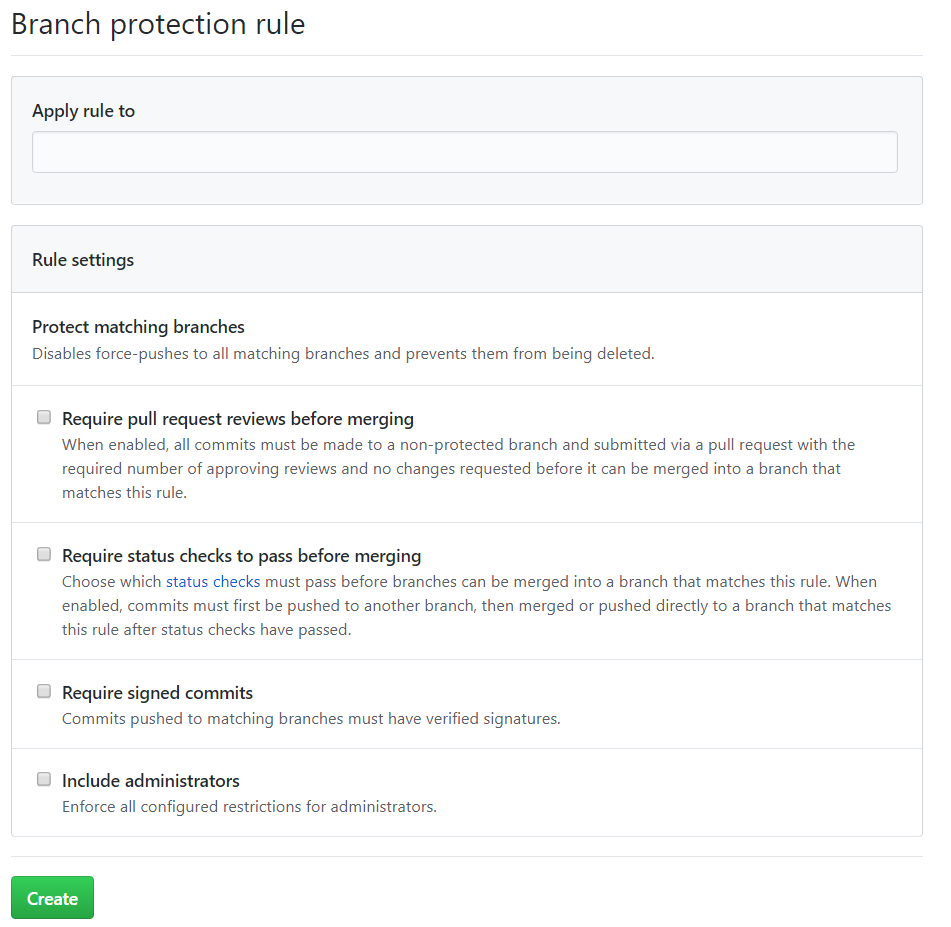 Branch protection rule
Apply rule to
Rule settings
Protect matching branches
Disables force-pushes to all matching branches and prevents them from being deleted.
Require pull request reviews before merging
When enabled, all commits must be made to a non-protected branch and submitted via a pull request with the
required number of approving reviews and no changes requested before it can be merged into a branch that
matches this rule.
Require status checks to pass before merging
Choose which status checks must pass before branches can be merged into a branch that matches this rule. When
enabled, commits must first be pushed to another branch, then merged or pushed directly to a branch that matches
this rule after status checks have passed.
Require signed commits
Commits pushed to matching branches must have verified signatures.
Include administrators
Enforce all configured restrictions for administrators.
Create